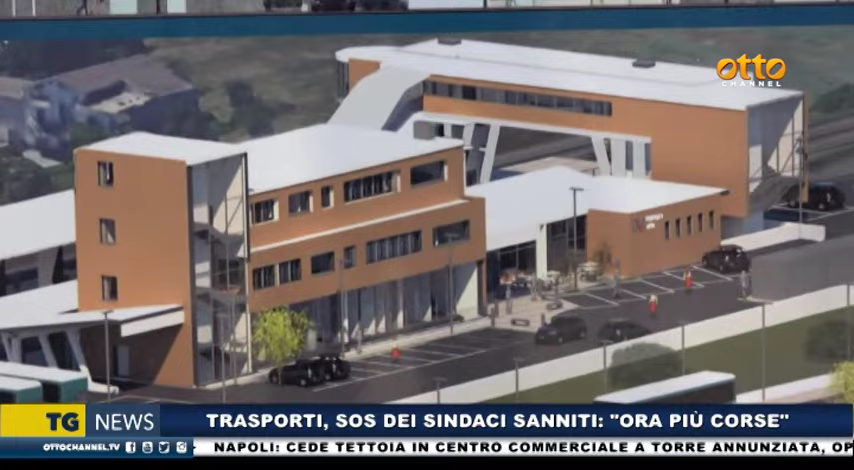 otto
CHANNEL
TG NEWS
TRASPORTI, SOS DEI SINDACI SANNITI: "ORA PIÙ CORSE"
OTTOCHANNEL.TV
NAPOLI: CEDE TETTOIA IN CENTRO COMMERCIALE A TORRE ANNUNZIATA, OP